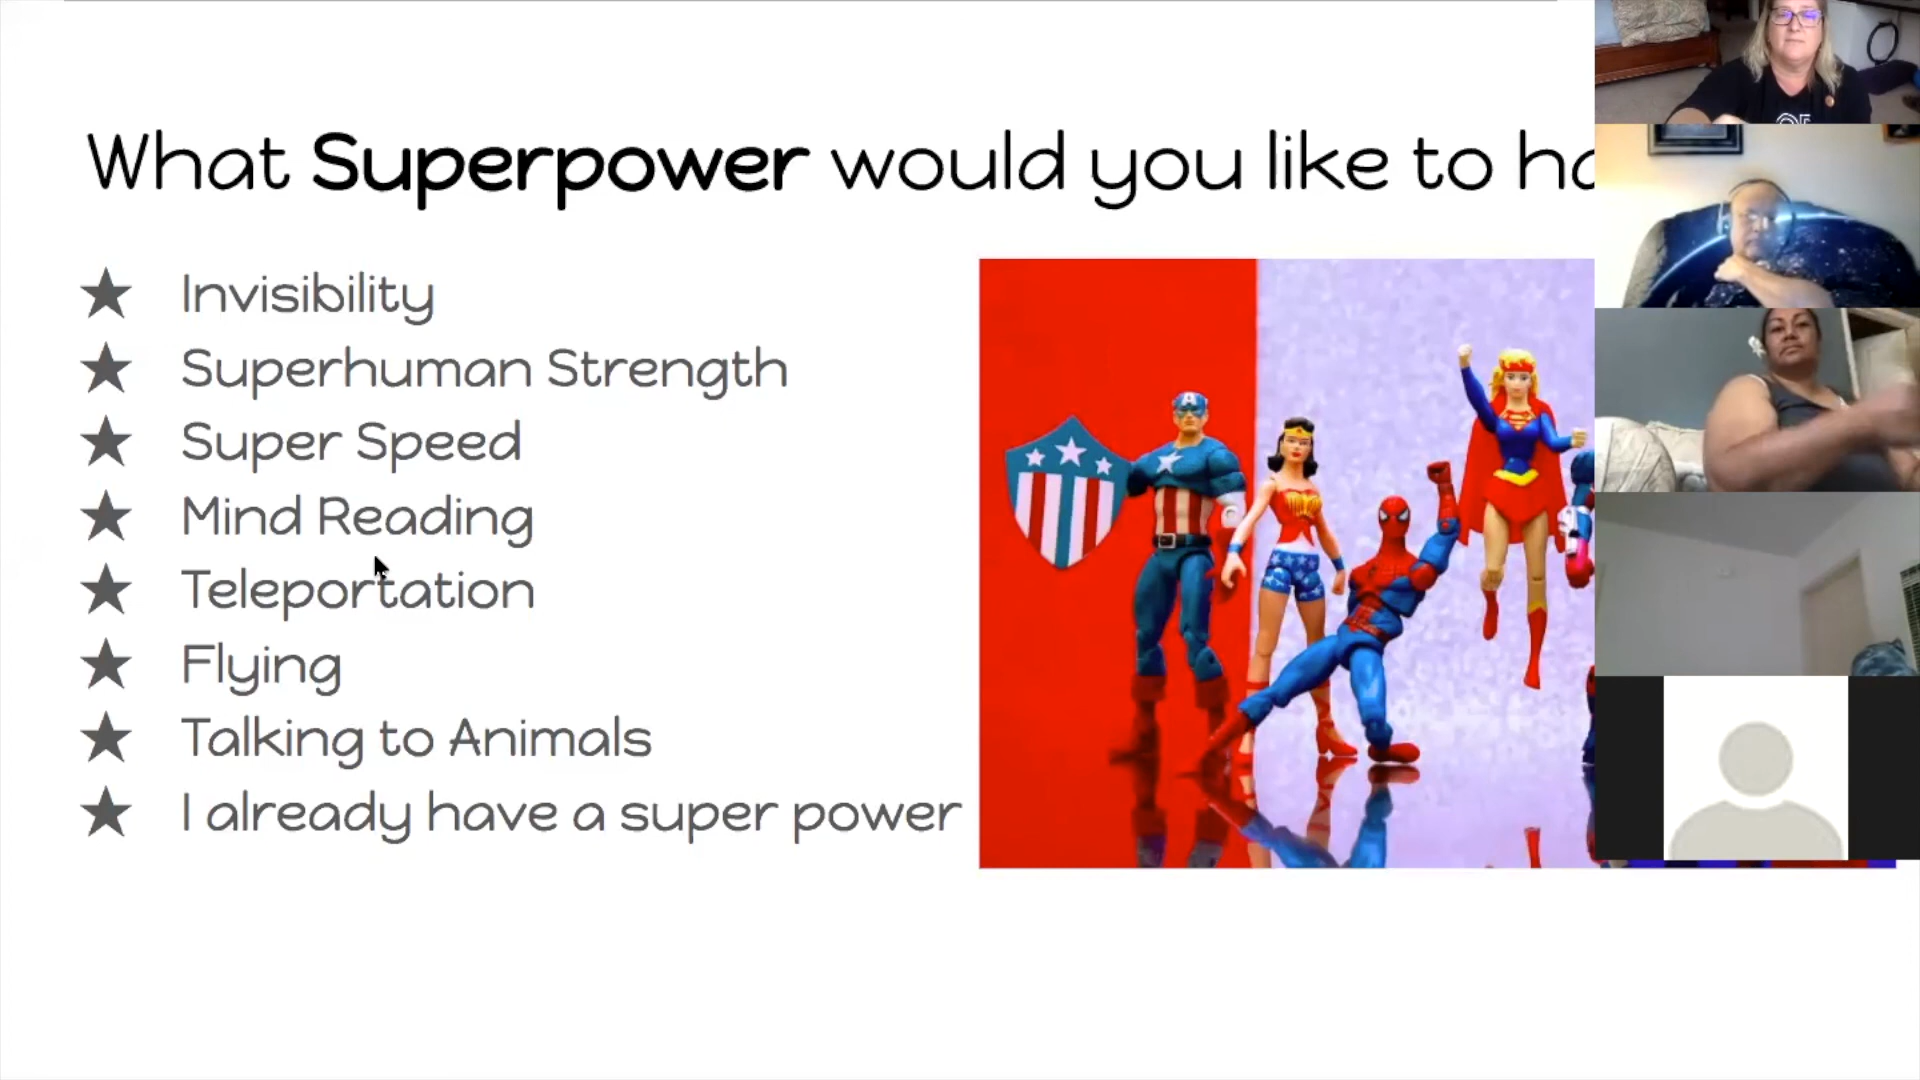 What Superpower would you like to
Invisibility
Superhuman Strength
Super Speed
Mind Reading
Teleportation
Flying
Talking to Animals
I already have a super power
A